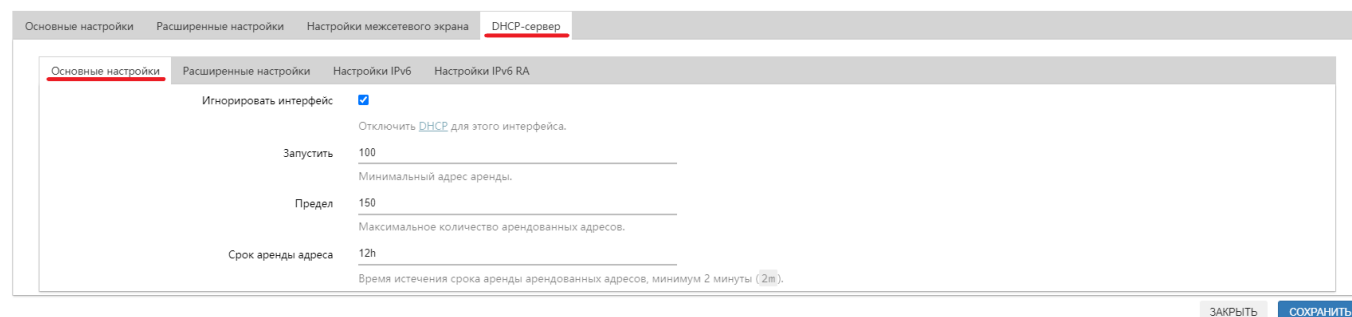 Основные настройки Расширенные настройки Настройки межсетевого экрана DHCP-сервер
Основные настройки Расширенные настройки Настройки IPv6 Настройки IPv6 RA
Игнорировать интерфейс
Отключить DHCP для этого интерфейса.
Запустить 100
Минимальный адрес аренды.
Предел 150
Максимальное количество арендованных адресов.
Срок аренды адреса 12h
Время истечения срока аренды арендованных адресов, минимум 2 минуты (2m).
ЗАКРЫТЬ СОХРАНИТЬ